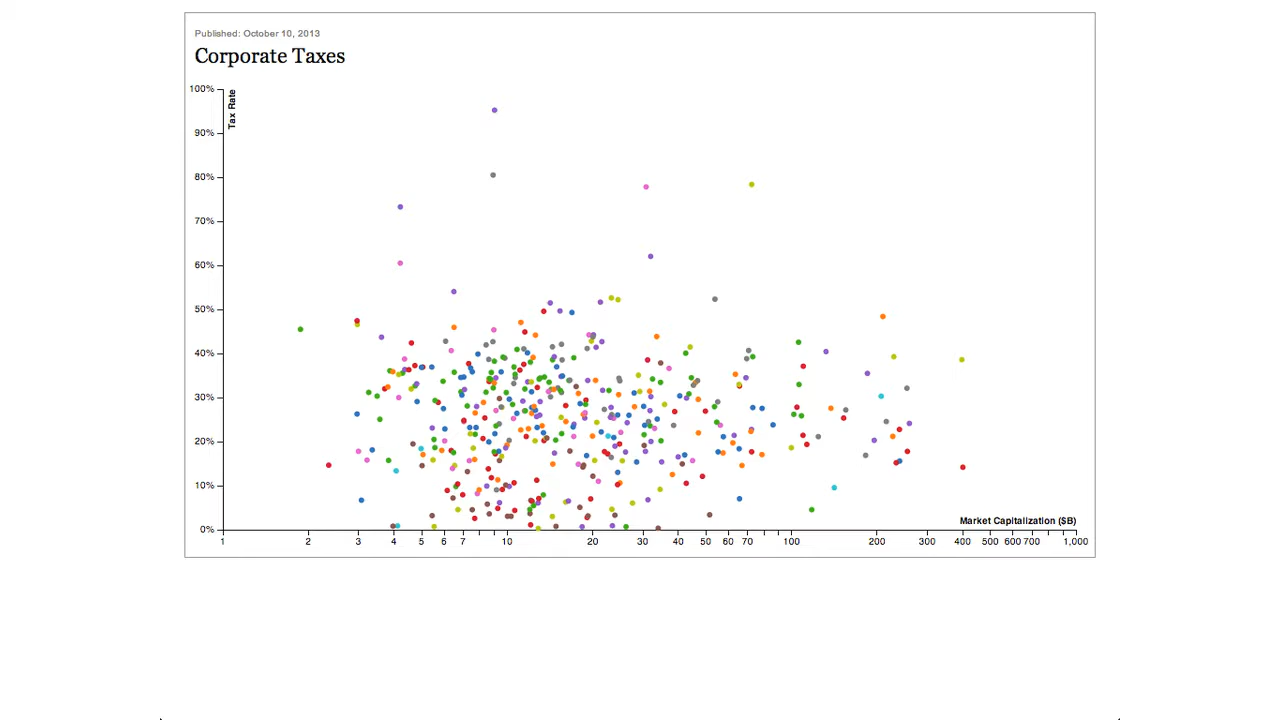 Published: October 10, 2013
Corporate Taxes
Tax Rate
100%
90%
80%
70%
60%
50%
40%
30%
20%
10%
0%
Market Capitalization ($B)
1 2 3 4 5 6 7 10 20 30 40 50 60 70 100 200 300 400 500 600 700 1,000